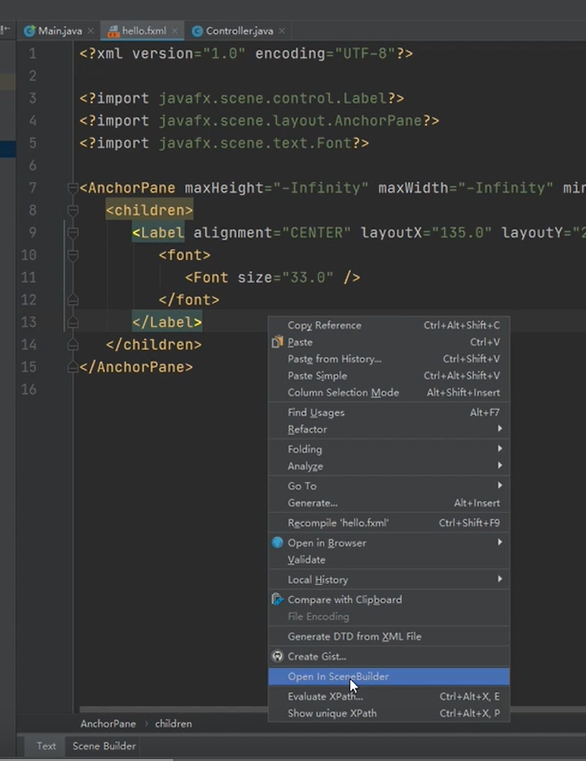 Main.java
hello.fxml
Controller.java
1 <?xml version="1.0" encoding="UTF-8"?>
2
3 <?import javafx.scene.control.Label?>
4 <?import javafx.scene.layout.AnchorPane?>
5 <?import javafx.scene.text.Font?>
6
7 <AnchorPane maxHeight="-Infinity" maxWidth="-Infinity" min
8 <children>
9 <Label alignment="CENTER" layoutX="135.0" layoutY="2
10 <font>
11 <Font size="33.0" />
12 </font>
13 </Label>
14 </children>
15 </AnchorPane>
16
Copy Reference Ctrl+Alt+Shift+C
Paste Ctrl+V
Paste from History... Ctrl+Shift+V
Paste Simple Ctrl+Alt+Shift+V
Column Selection Mode Alt+Shift+Insert
Find Usages Alt+F7
Refactor
Folding
Analyze
Go To
Generate... Alt+Insert
Recompile 'hello.fxml' Ctrl+Shift+F9
Open in Browser
Validate
Local History
Compare with Clipboard
File Encoding
Generate DTD from XML File
Create Gist...
Open In SceneBuilder
Evaluate XPath... Ctrl+Alt+X, E
Show unique XPath Ctrl+Alt+X, P
AnchorPane › children
Text Scene Builder